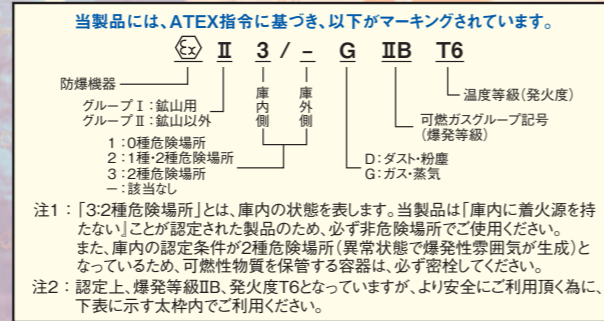 当製品には、ATEX指令に基づき、以下がマーキングされています。
Ex Ⅱ 3 / − G ⅡB T6
防爆機器
グループⅠ:鉱山用
グループⅡ:鉱山以外
庫内側
庫外側
1:0種危険場所
2:1種・2種危険場所
3:2種危険場所
−:該当なし
温度等級(発火度)
可燃ガスグループ記号
(爆発等級)
D:ダスト・粉塵
G:ガス・蒸気
注1:「3:2種危険場所」とは、庫内の状態を表します。当製品は「庫内に着火源を持
たない」ことが認定された製品のため、必ず非危険場所でご使用ください。
また、庫内の認定条件が2種危険場所(異常状態で爆発性雰囲気が生成)と
なっているため、可燃性物質を保管する容器は、必ず密栓してください。
注2:認定上、爆発等級ⅡB、発火度T6となっていますが、より安全にご利用頂く為に、
下表に示す太枠内でご利用ください。